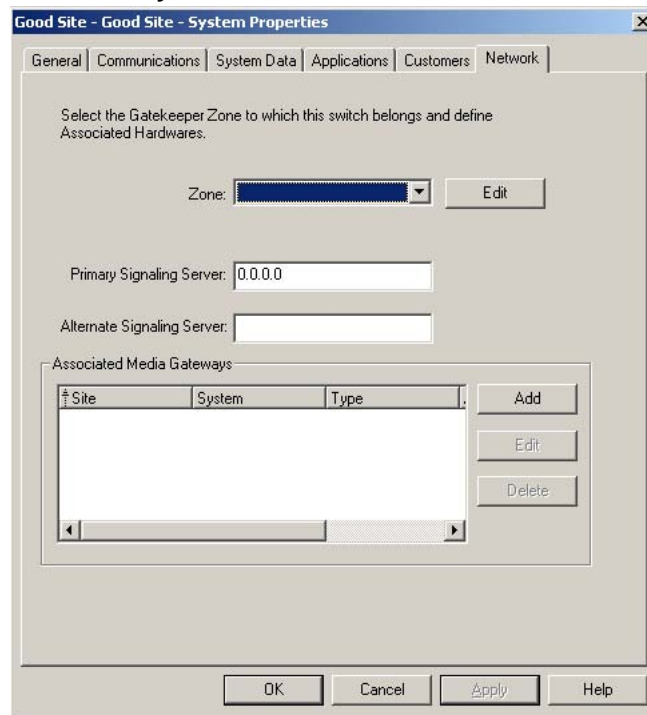 Good Site - Good Site - System Properties
General Communications System Data Applications Customers Network
Select the Gatekeeper Zone to which this switch belongs and define
Associated Hardwares.
Zone: Edit
Primary Signaling Server: 0.0.0.0
Alternate Signaling Server:
Associated Media Gateways
Site System Type Add
Edit
Delete
OK Cancel Apply Help